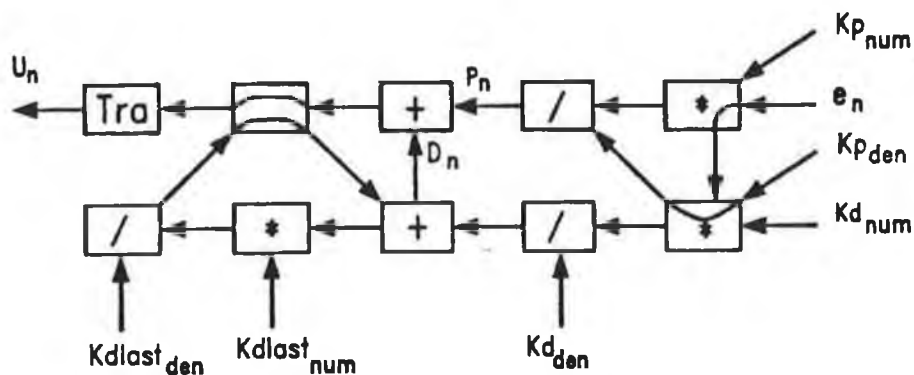 Kp_num
U_n
P_n
Tra
+
/
*
e_n
D_n
Kp_den
/
*
+
/
*
Kd_num
Kdlast_den
Kdlast_num
Kd_den